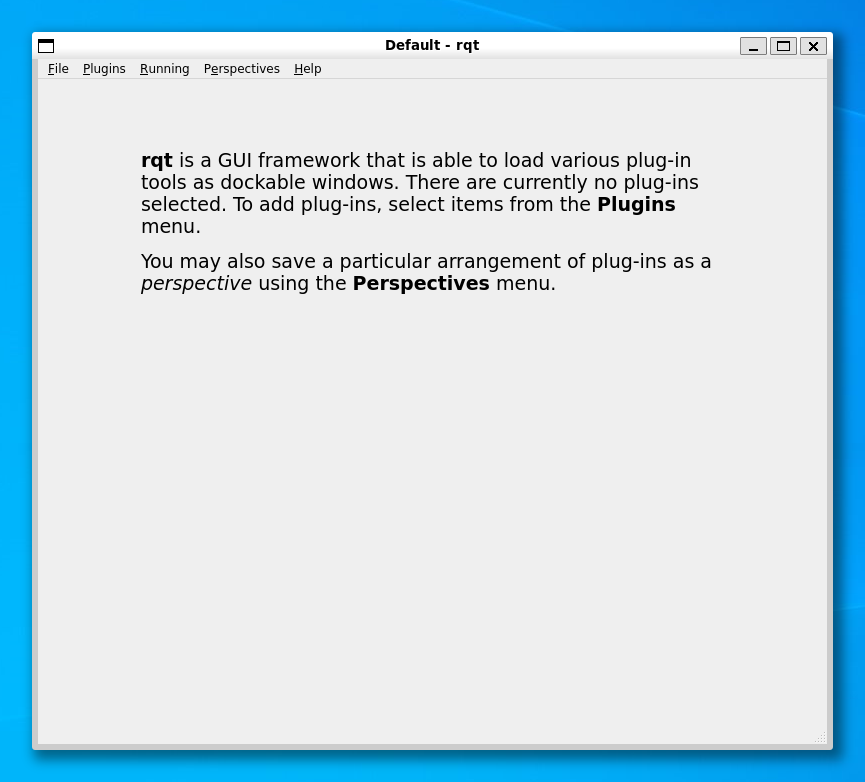 Default - rqt
File Plugins Running Perspectives Help
rqt is a GUI framework that is able to load various plug-in
tools as dockable windows. There are currently no plug-ins
selected. To add plug-ins, select items from the Plugins
menu.
You may also save a particular arrangement of plug-ins as a
perspective using the Perspectives menu.